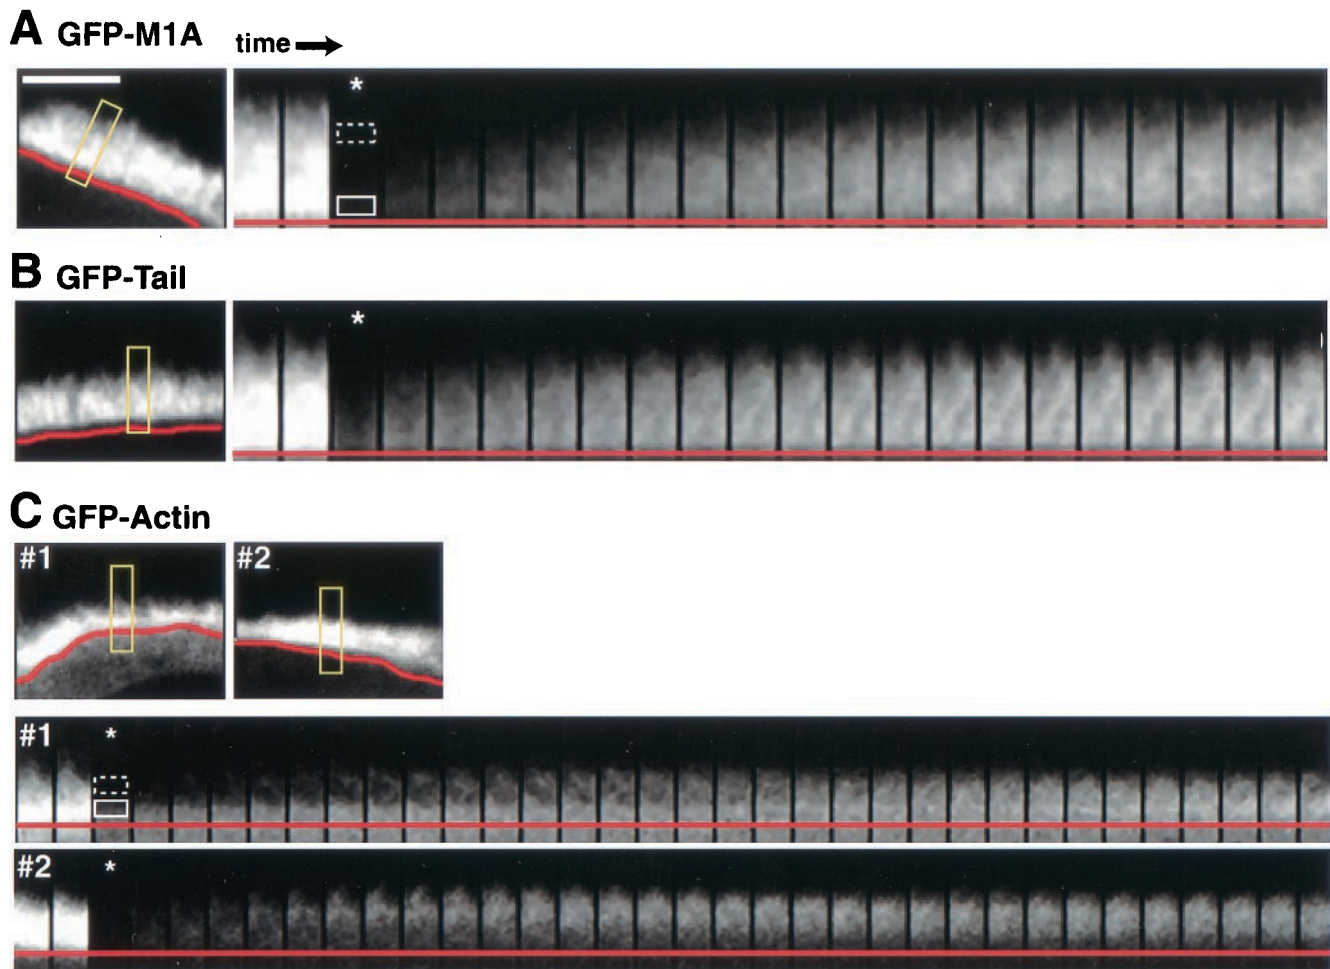 A GFP-M1A time
*
B GFP-Tail
*
C GFP-Actin
#1 #2
#1 *
#2 *